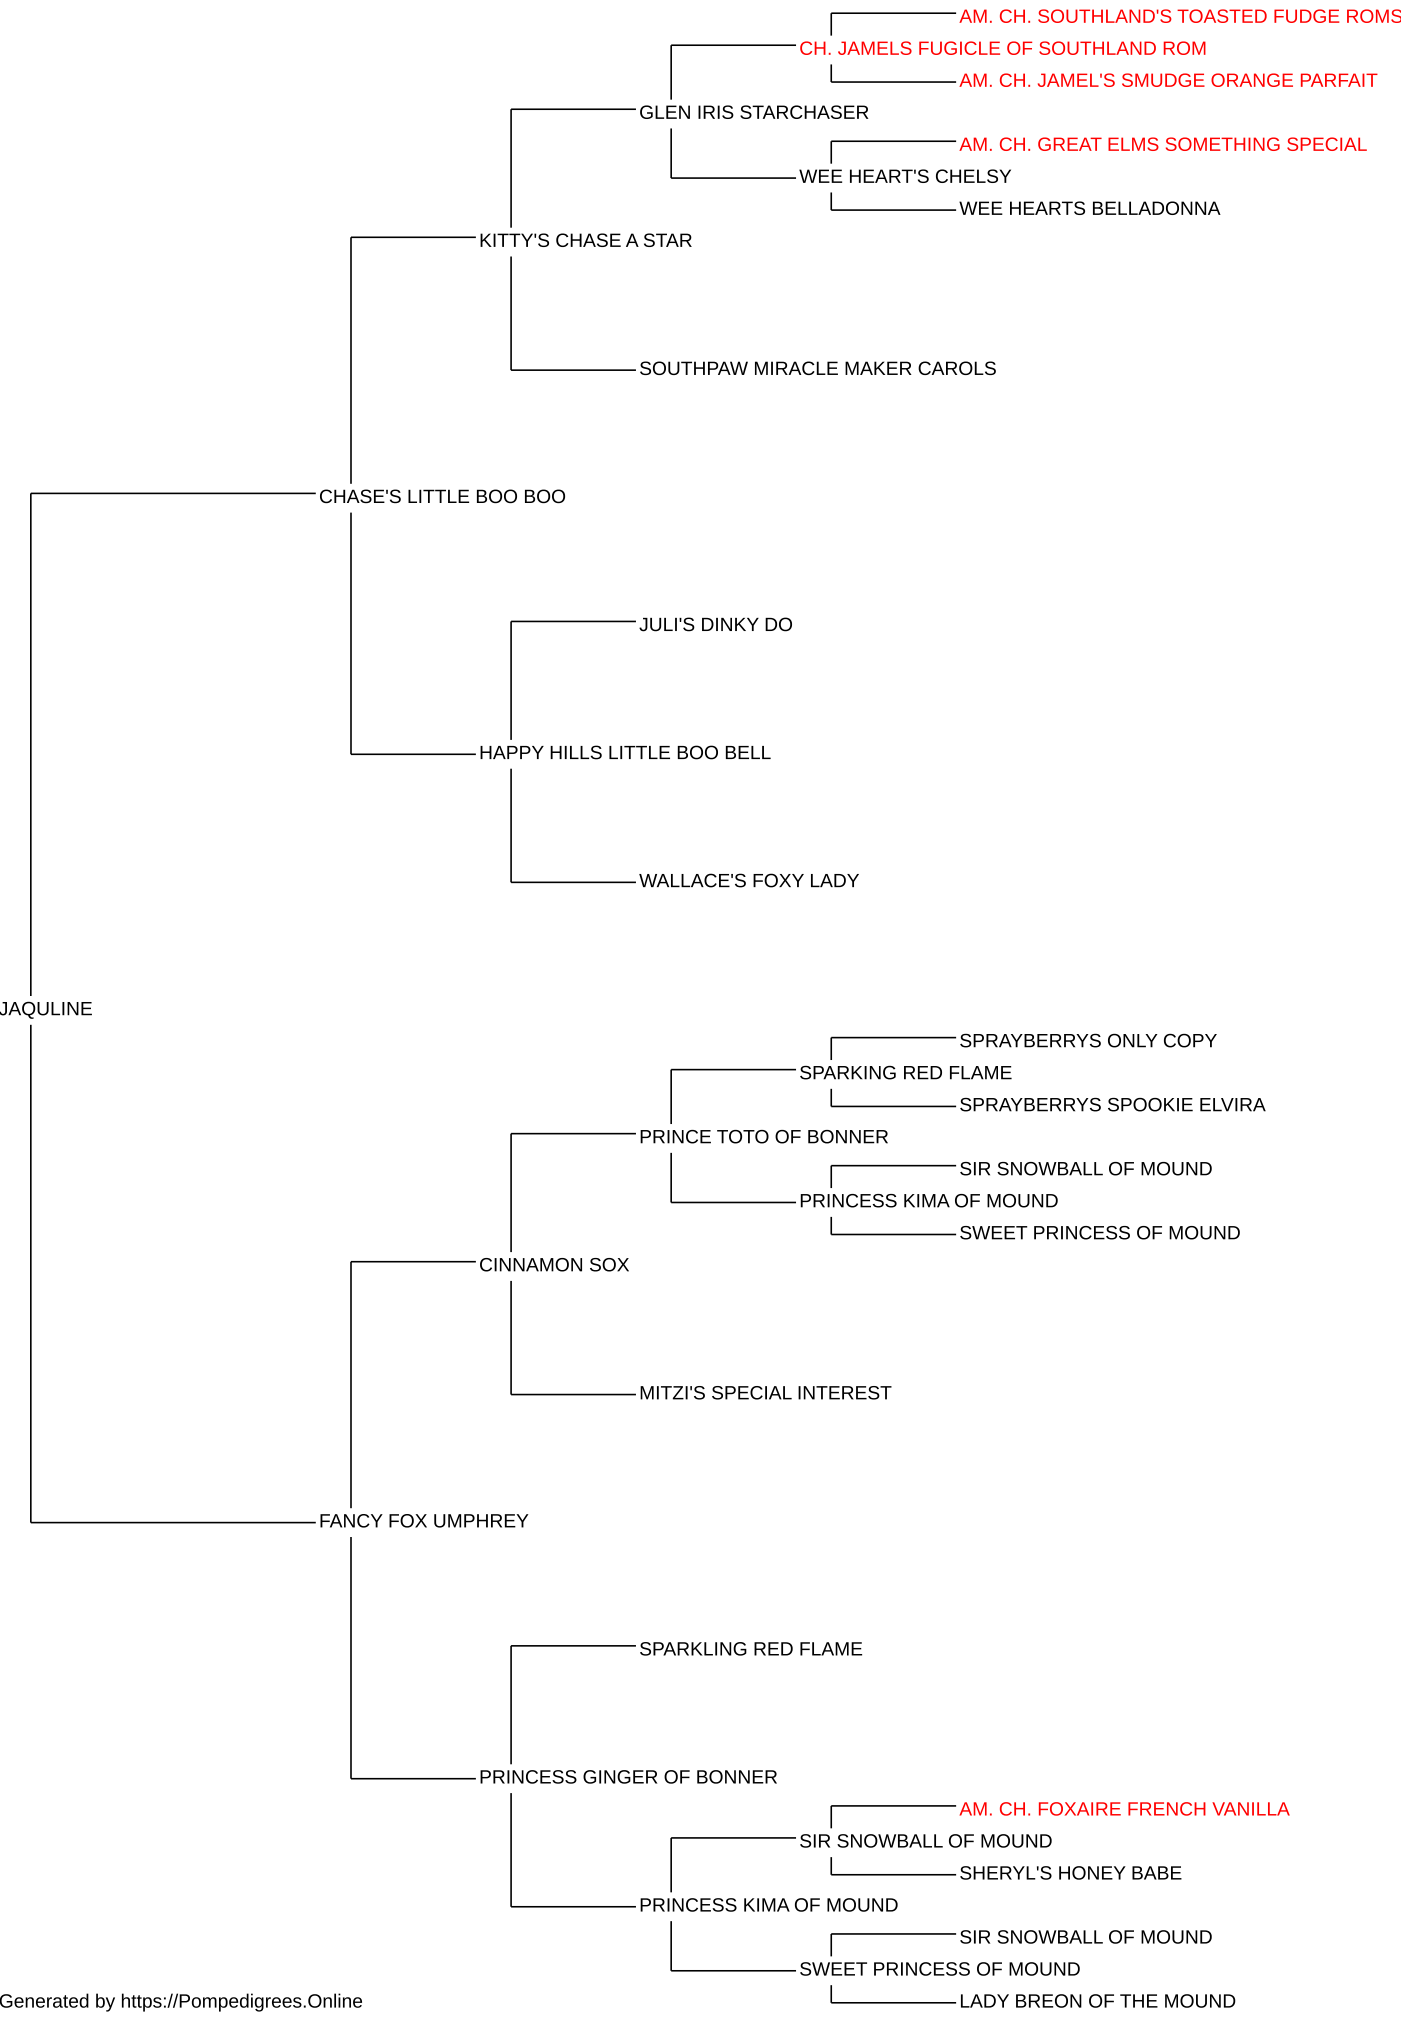 AM. CH. SOUTHLAND'S TOASTED FUDGE ROMS
CH. JAMELS FUGICLE OF SOUTHLAND ROM
AM. CH. JAMEL'S SMUDGE ORANGE PARFAIT
GLEN IRIS STARCHASER
AM. CH. GREAT ELMS SOMETHING SPECIAL
WEE HEART'S CHELSY
WEE HEARTS BELLADONNA
KITTY'S CHASE A STAR
SOUTHPAW MIRACLE MAKER CAROLS
CHASE'S LITTLE BOO BOO
JULI'S DINKY DO
HAPPY HILLS LITTLE BOO BELL
WALLACE'S FOXY LADY
JAQULINE
SPRAYBERRYS ONLY COPY
SPARKING RED FLAME
SPRAYBERRYS SPOOKIE ELVIRA
PRINCE TOTO OF BONNER
SIR SNOWBALL OF MOUND
PRINCESS KIMA OF MOUND
SWEET PRINCESS OF MOUND
CINNAMON SOX
MITZI'S SPECIAL INTEREST
FANCY FOX UMPHREY
SPARKLING RED FLAME
PRINCESS GINGER OF BONNER
AM. CH. FOXAIRE FRENCH VANILLA
SIR SNOWBALL OF MOUND
SHERYL'S HONEY BABE
PRINCESS KIMA OF MOUND
SIR SNOWBALL OF MOUND
SWEET PRINCESS OF MOUND
LADY BREON OF THE MOUND
Generated by https://Pompedigrees.Online